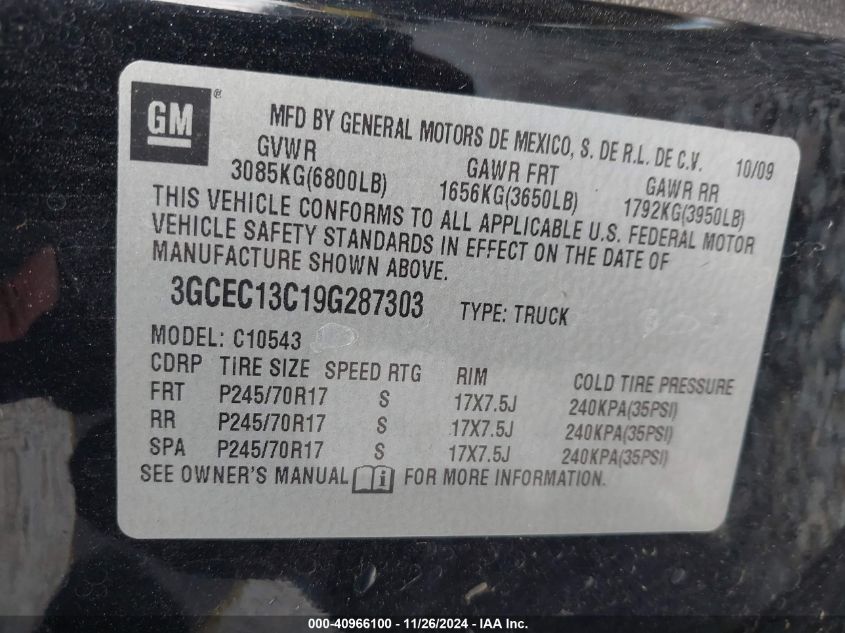 GM ®
MFD BY GENERAL MOTORS DE MEXICO, S. DE R.L. DE C.V. 10/09
GVWR GAWR FRT GAWR RR
3085KG(6800LB) 1656KG(3650LB) 1792KG(3950LB)
THIS VEHICLE CONFORMS TO ALL APPLICABLE U.S. FEDERAL MOTOR
VEHICLE SAFETY STANDARDS IN EFFECT ON THE DATE OF
MANUFACTURE SHOWN ABOVE.
3GCEC13C19G287303 TYPE: TRUCK
MODEL: C10543
CDRP TIRE SIZE SPEED RTG RIM COLD TIRE PRESSURE
FRT P245/70R17 S 17X7.5J 240KPA(35PSI)
RR P245/70R17 S 17X7.5J 240KPA(35PSI)
SPA P245/70R17 S 17X7.5J 240KPA(35PSI)
SEE OWNER'S MANUAL i FOR MORE INFORMATION.
000-40966100 - 11/26/2024 - IAA Inc.